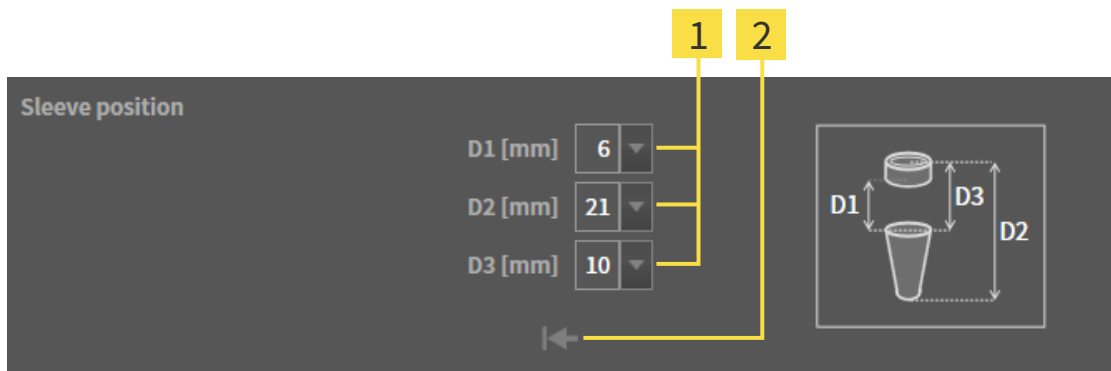 1 2
Sleeve position
D1 [mm] 6
D2 [mm] 21
D3 [mm] 10
D1 D3
D2